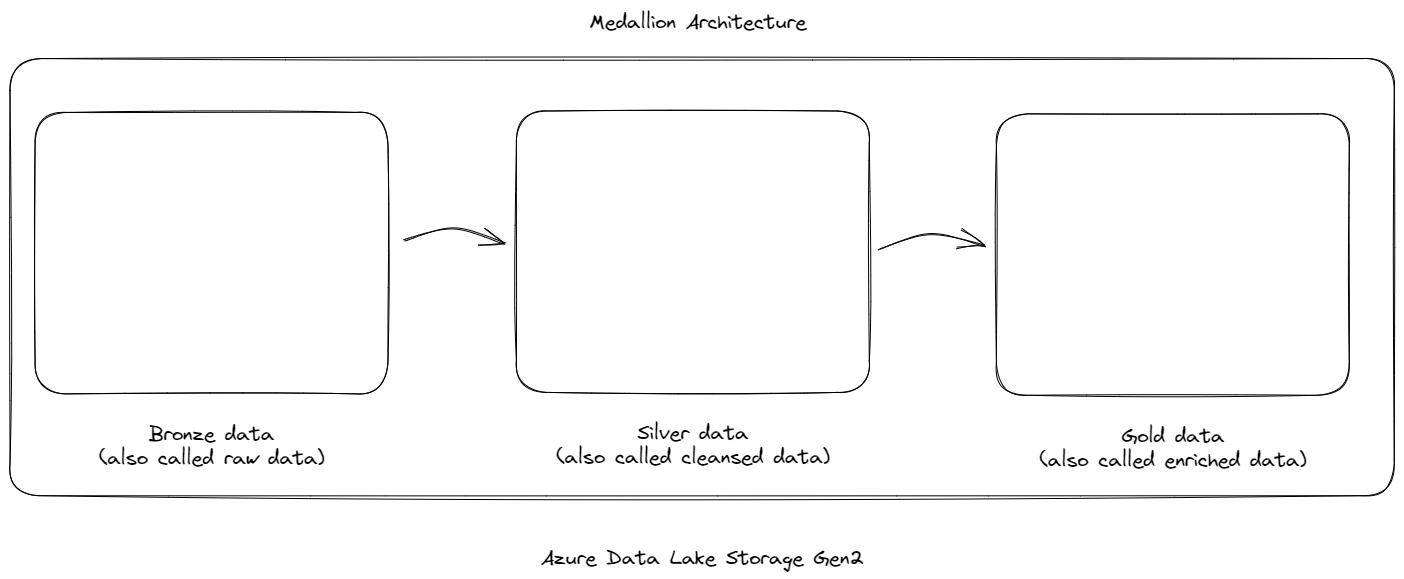 Medallion Architecture
Bronze data
(also called raw data)
Silver data
(also called cleansed data)
Gold data
(also called enriched data)
Azure Data Lake Storage Gen2